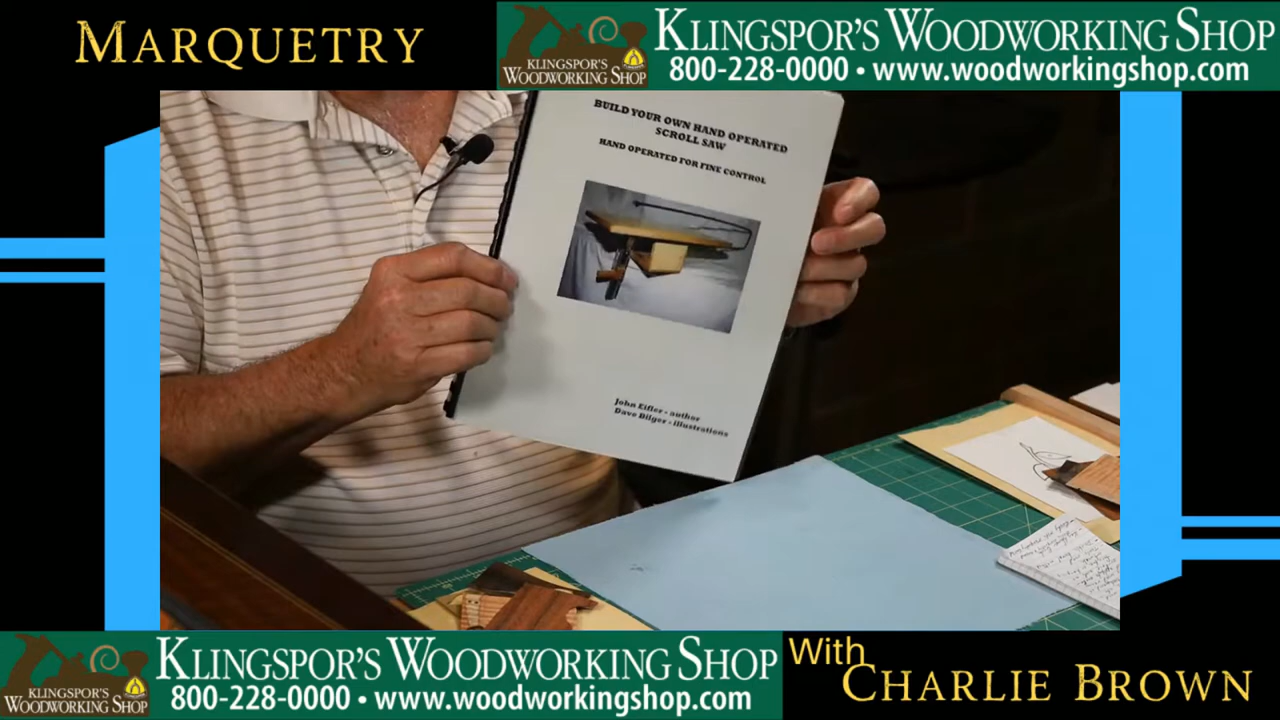 MARQUETRY
KLINGSPOR'S
WOODWORKING SHOP
KLINGSPOR'S WOODWORKING SHOP
800-228-0000 • www.woodworkingshop.com
BUILD YOUR OWN HAND OPERATED
SCROLL SAW
HAND OPERATED FOR FINE CONTROL
John Eifler - author
Dave Bilger - illustrations
KLINGSPOR'S
WOODWORKING SHOP
KLINGSPOR'S WOODWORKING SHOP
800-228-0000 • www.woodworkingshop.com
With
CHARLIE BROWN